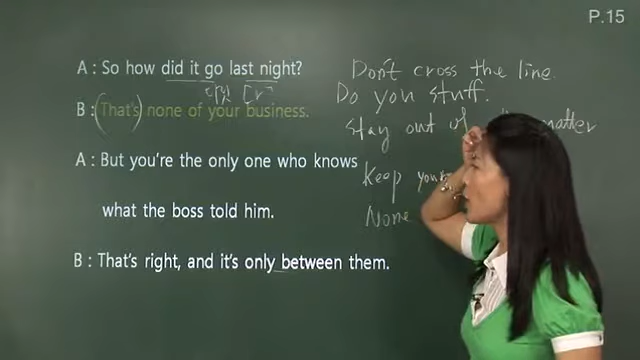 P.15
A : So how did it go last night?
B : (That's) none of your business.
A : But you're the only one who knows
what the boss told him.
B : That's right, and it's only between them.
Don't cross the line.
Do you stuff.
Stay out of matter
Keep your
None